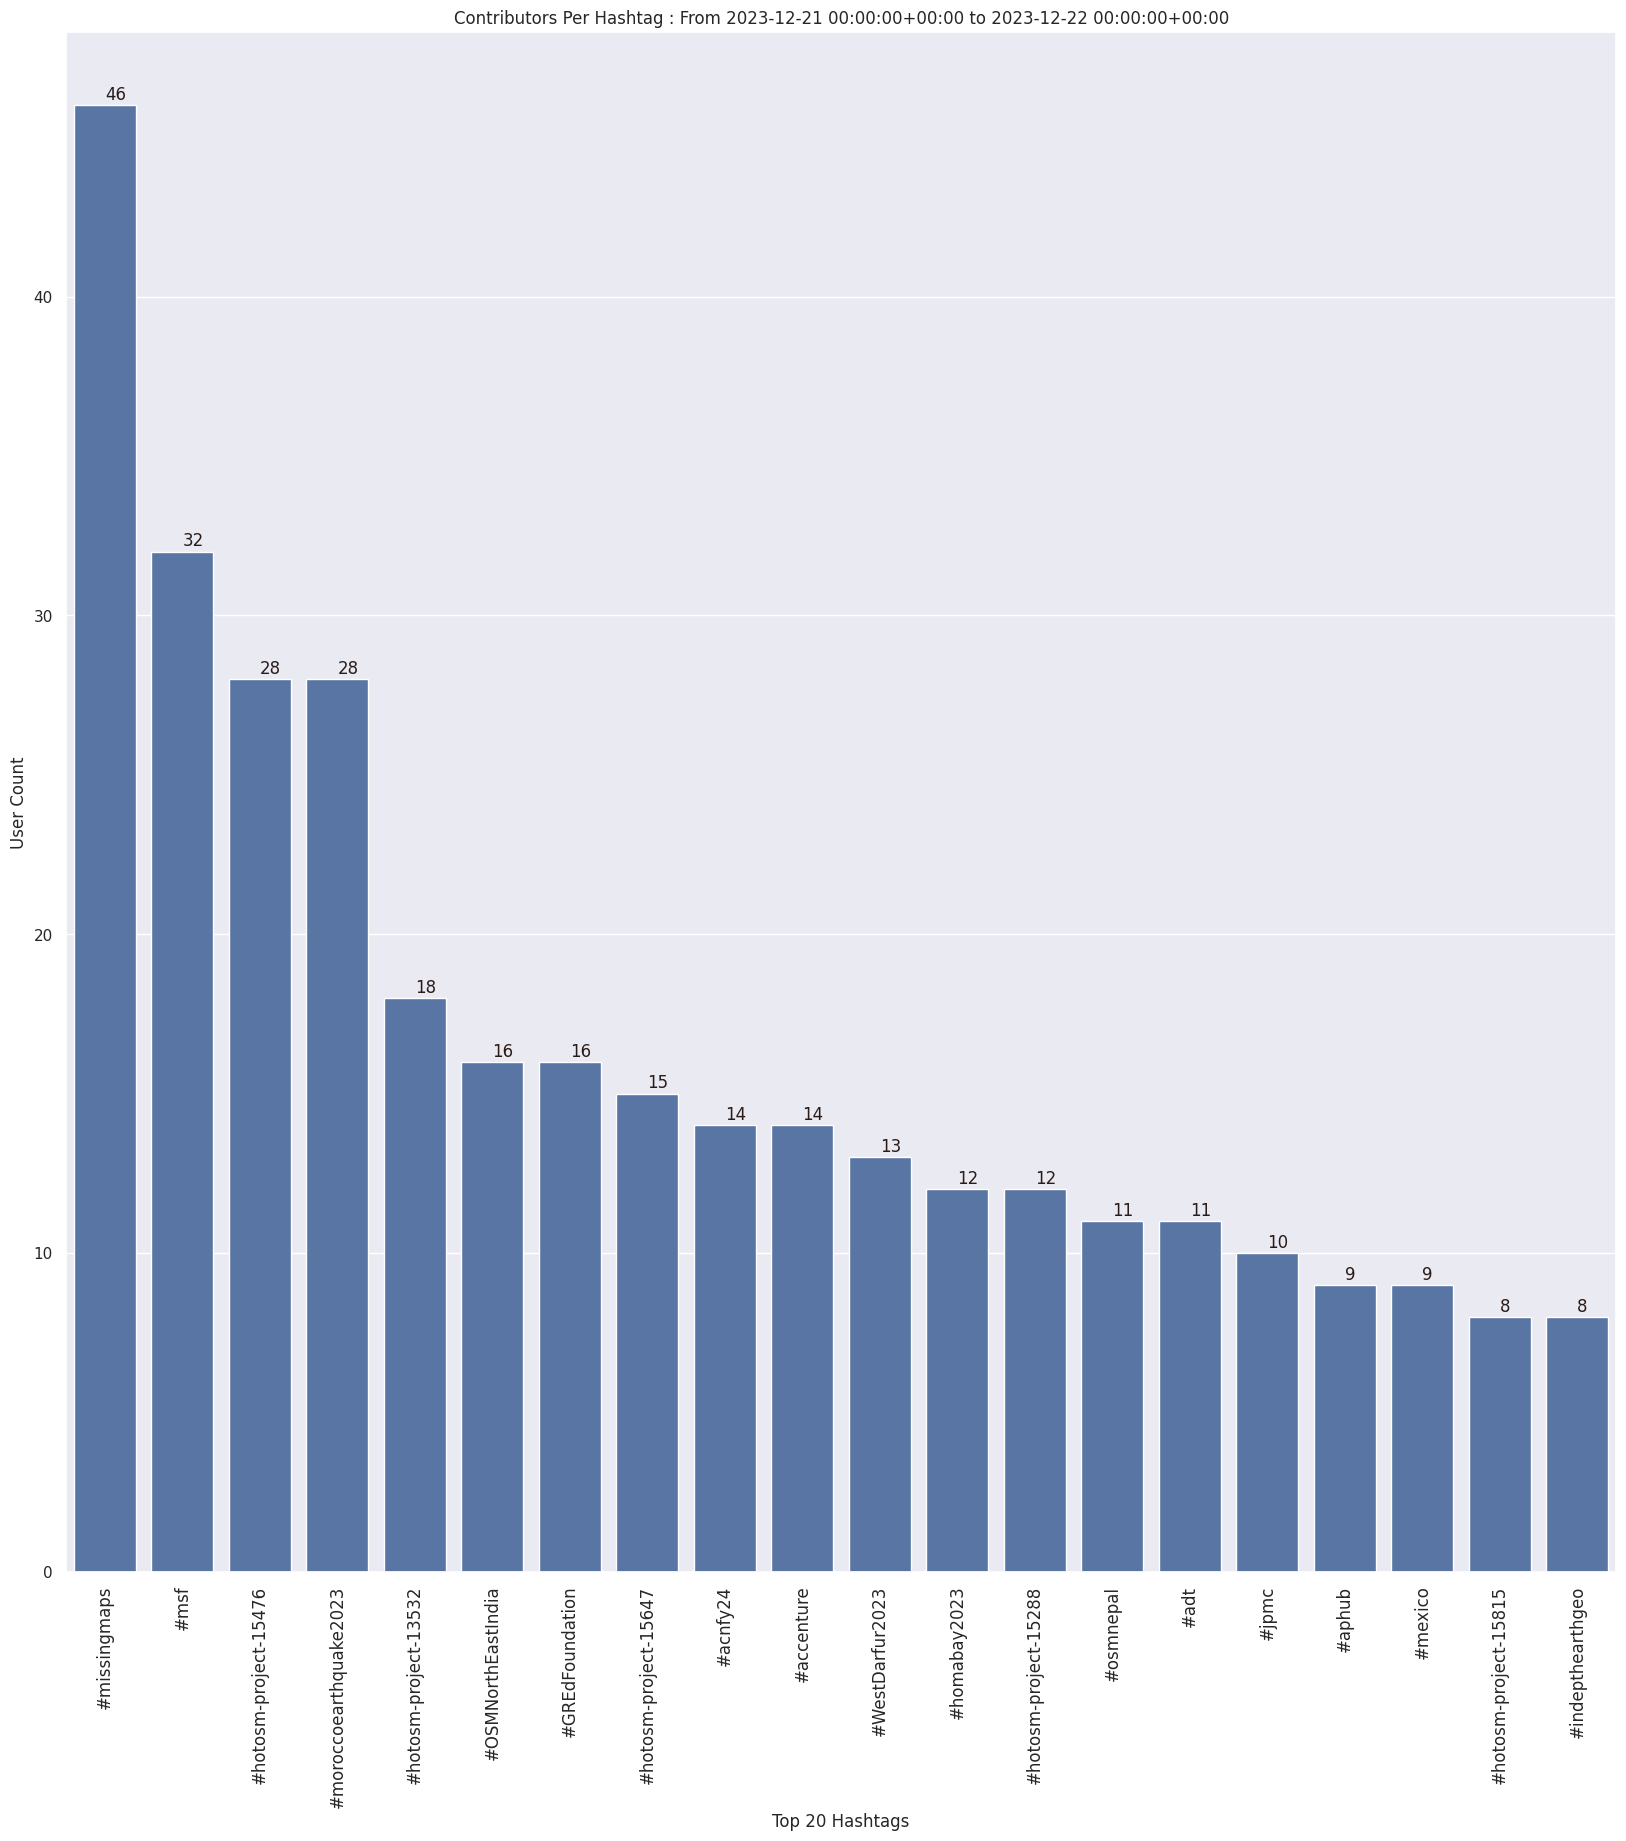 Contributors Per Hashtag : From 2023-12-21 00:00:00+00:00 to 2023-12-22 00:00:00+00:00
User Count
40
30
20
10
0
46
32
28
28
18
16
16
15
14
14
13
12
12
11
11
10
9
9
8
8
#missingmaps
#msf
#hotosm-project-15476
#moroccoearthquake2023
#hotosm-project-13532
#OSMNorthEastIndia
#GREdFoundation
#hotosm-project-15647
#acnfy24
#accenture
#WestDarfur2023
#homabay2023
#hotosm-project-15288
#osmnepal
#adt
#jpmc
#aphub
#mexico
#hotosm-project-15815
#indepthearthgeo
Top 20 Hashtags